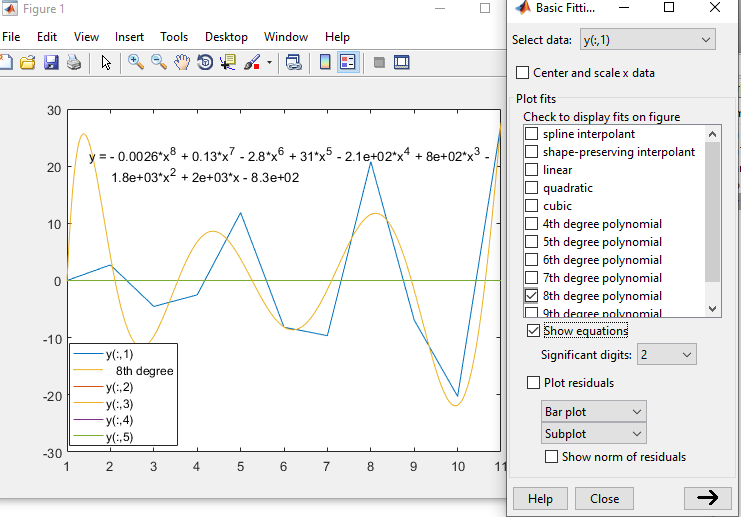 Figure 1
File Edit View Insert Tools Desktop Window Help
30
20
10
0
-10
-20
-30
y = - 0.0026*x^8 + 0.13*x^7 - 2.8*x^6 + 31*x^5 - 2.1e+02*x^4 + 8e+02*x^3 -
1.8e+03*x^2 + 2e+03*x - 8.3e+02
y(:,1)
8th degree
y(:,2)
y(:,3)
y(:,4)
y(:,5)
1 2 3 4 5 6 7 8 9 10 11
Basic Fitti...
Select data: y(:,1)
Center and scale x data
Plot fits
Check to display fits on figure
spline interpolant
shape-preserving interpolant
linear
quadratic
cubic
4th degree polynomial
5th degree polynomial
6th degree polynomial
7th degree polynomial
8th degree polynomial
9th degree polynomial
Show equations
Significant digits: 2
Plot residuals
Bar plot
Subplot
Show norm of residuals
Help Close